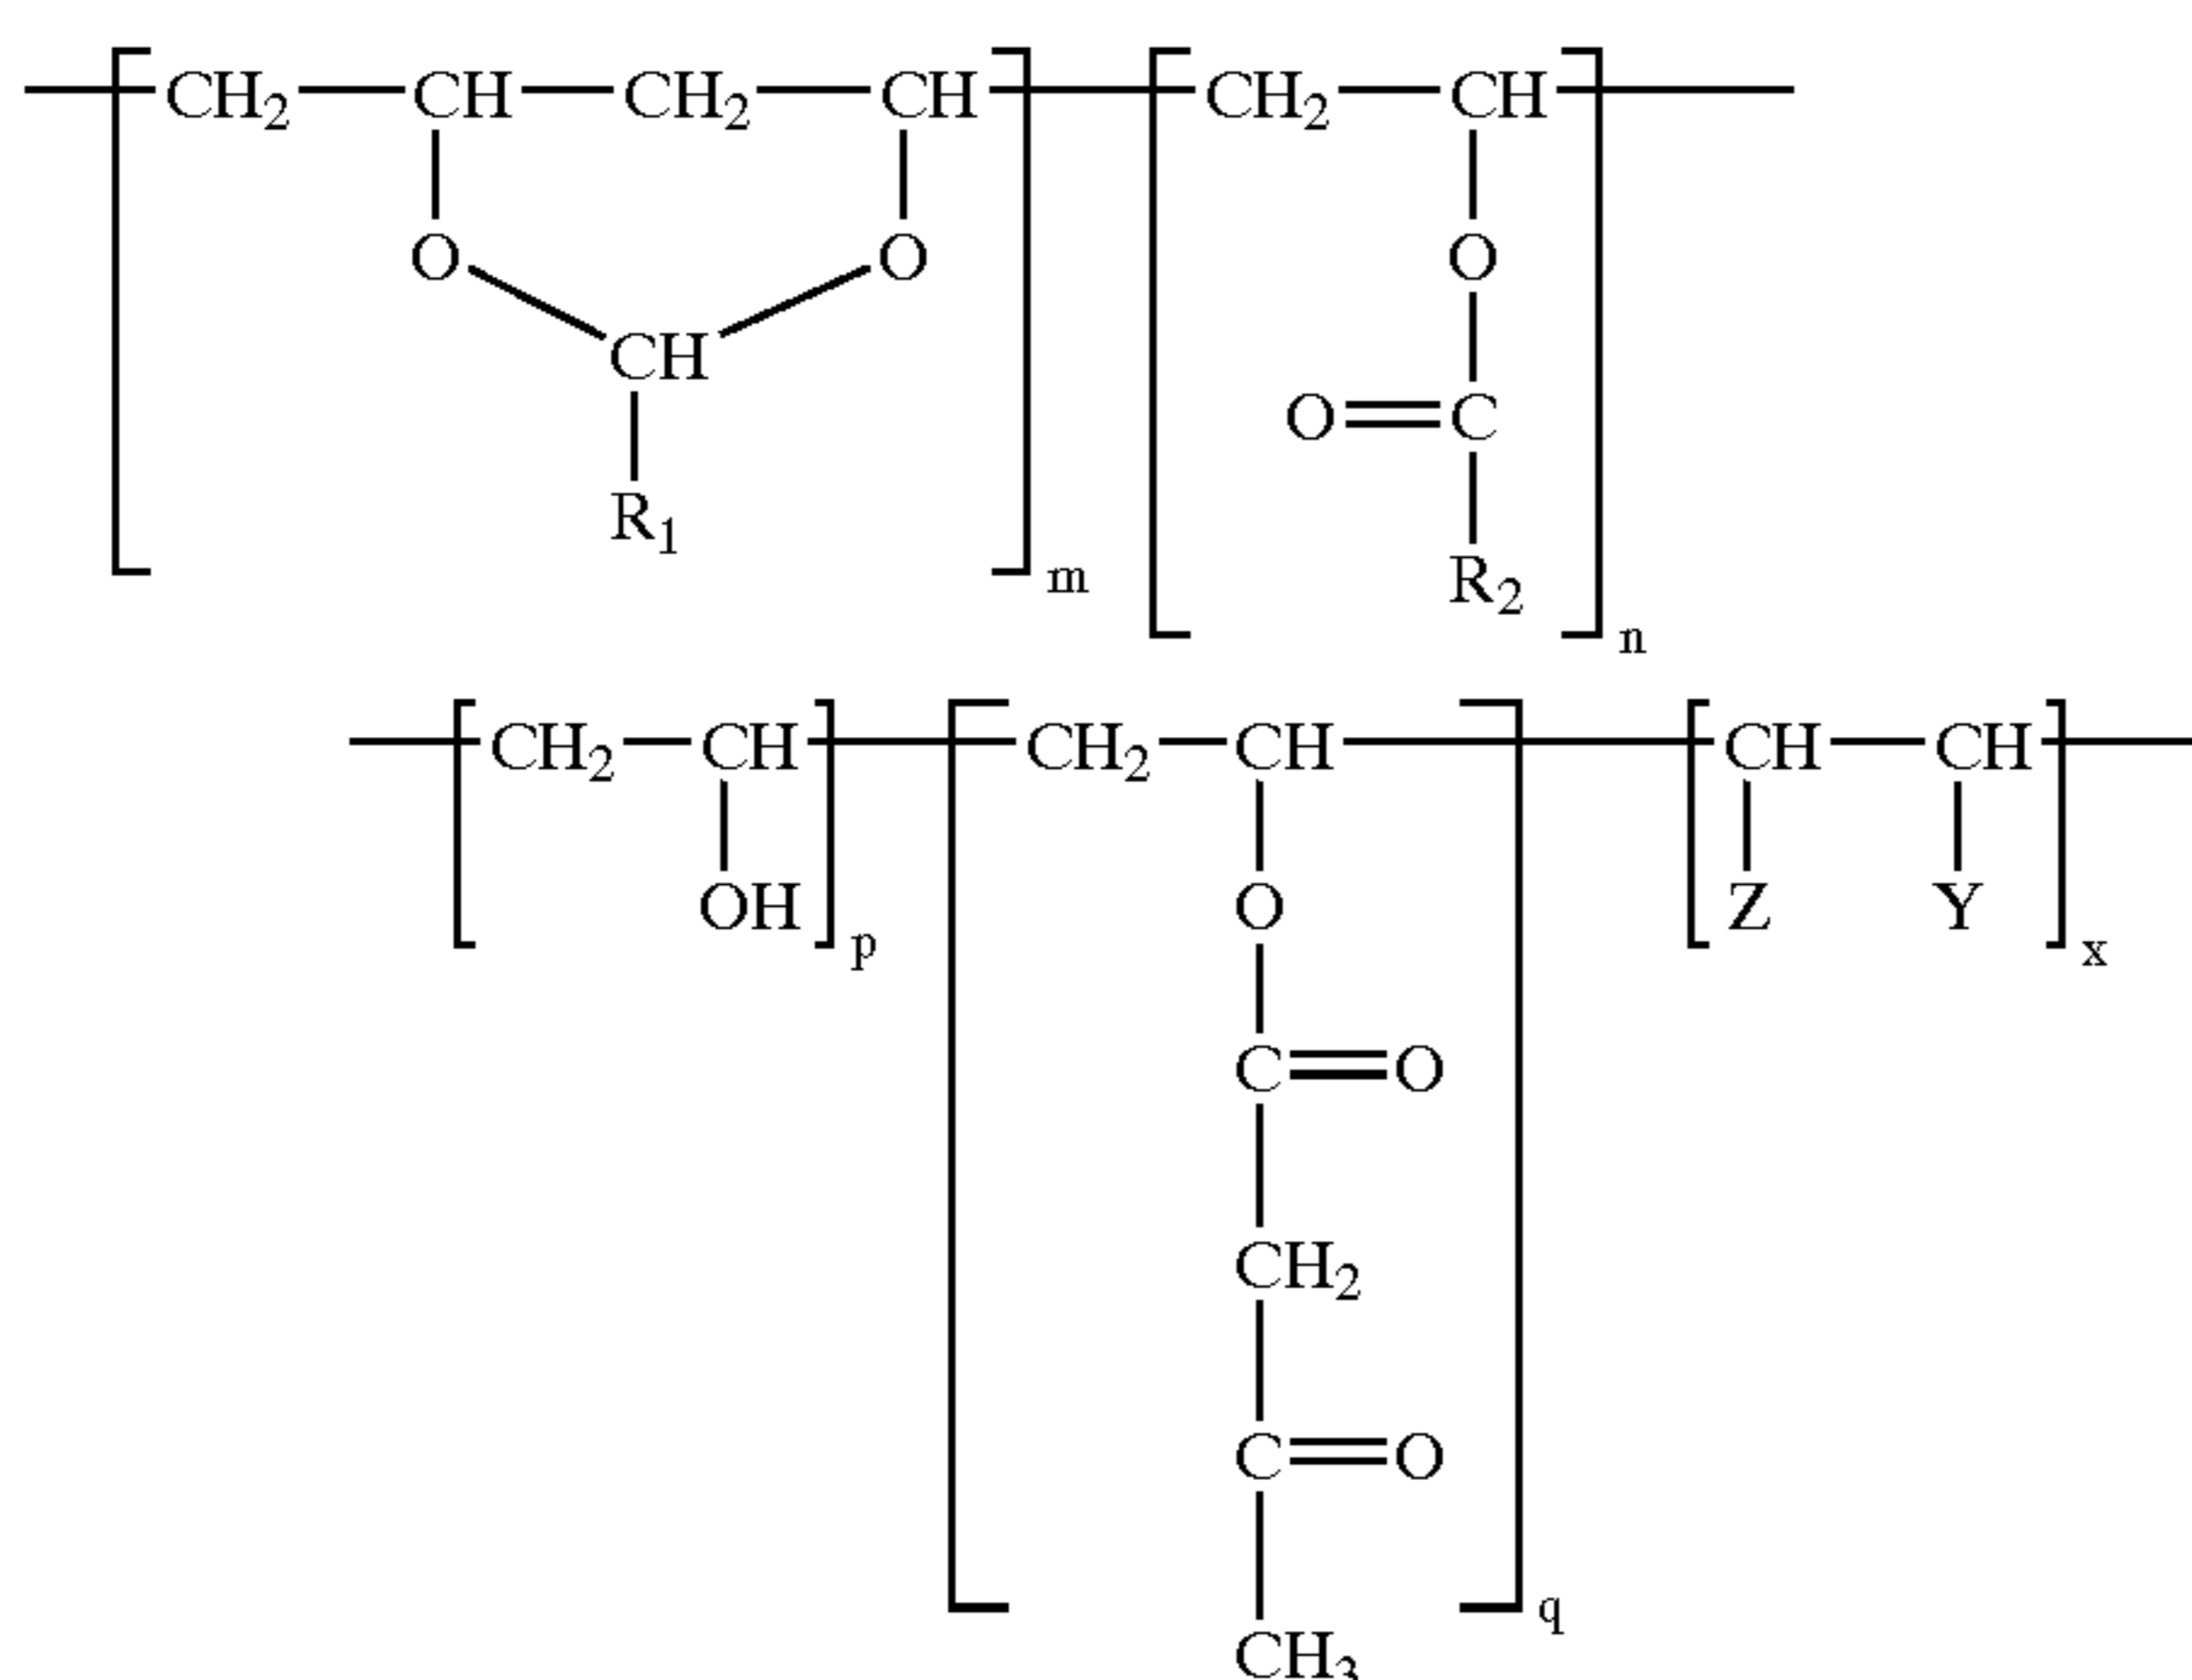 CH2 CH CH2 CH CH2 CH
O O O
CH O C
R1 R2
m n
CH2 CH CH2 CH CH CH
OH O Z Y
p x
C O
CH2
C O
q
CH3